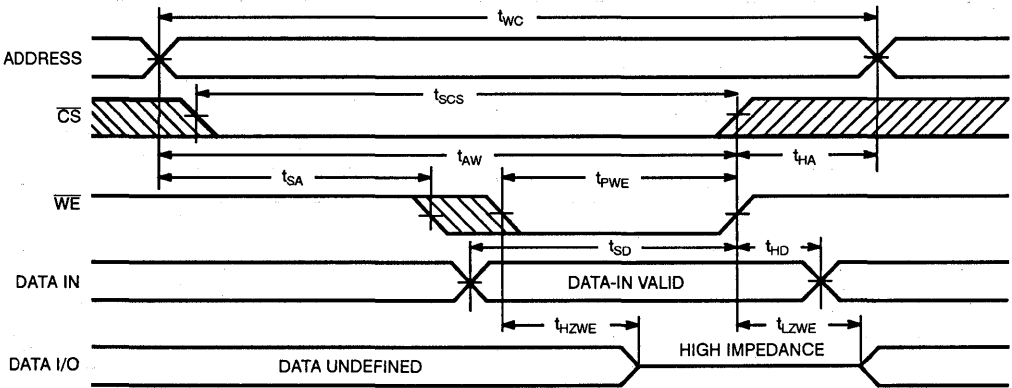 tWC
ADDRESS
tSCS
CS
tAW
tHA
tSA
tPWE
WE
tSD
tHD
DATA IN
DATA-IN VALID
tHZWE
tLZWE
HIGH IMPEDANCE
DATA I/O
DATA UNDEFINED